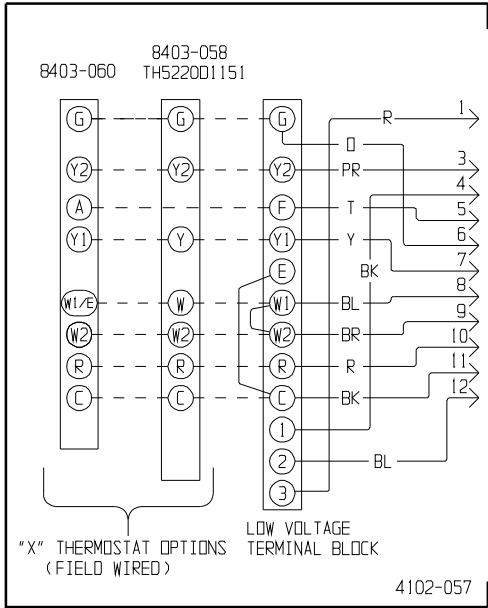 8403-058
8403-060 TH5220D1151
G G G R 1
O
Y2 Y2 Y2 PR 3
4
A F T 5
6
Y1 Y Y1 Y 7
E BK
W1/E W W1 BL 8
W2 W2 W2 BR 9
R R R R 10
C C C BK 11
12
1
2 BL
3
"X" THERMOSTAT OPTIONS
(FIELD WIRED)
LOW VOLTAGE
TERMINAL BLOCK
4102-057